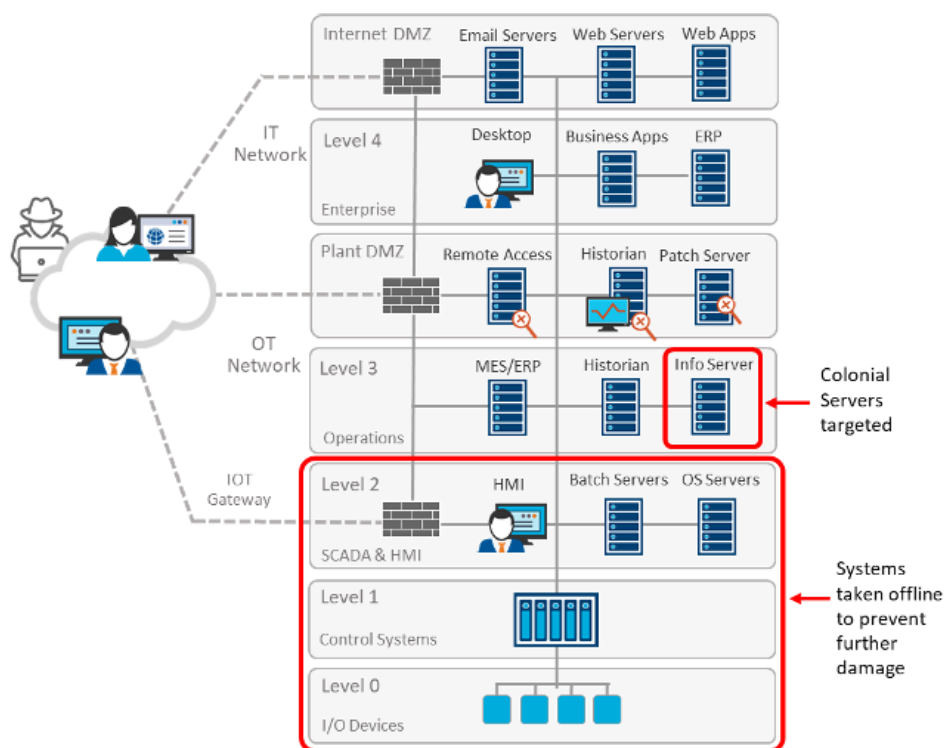 Internet DMZ
Email Servers
Web Servers
Web Apps
IT
Network
Level 4
Desktop
Business Apps
ERP
Enterprise
Plant DMZ
Remote Access
Historian
Patch Server
OT
Network
Level 3
MES/ERP
Historian
Info Server
Operations
Colonial
Servers
targeted
IOT
Gateway
Level 2
HMI
Batch Servers
OS Servers
SCADA & HMI
Level 1
Control Systems
Systems
taken offline
to prevent
further
damage
Level 0
I/O Devices